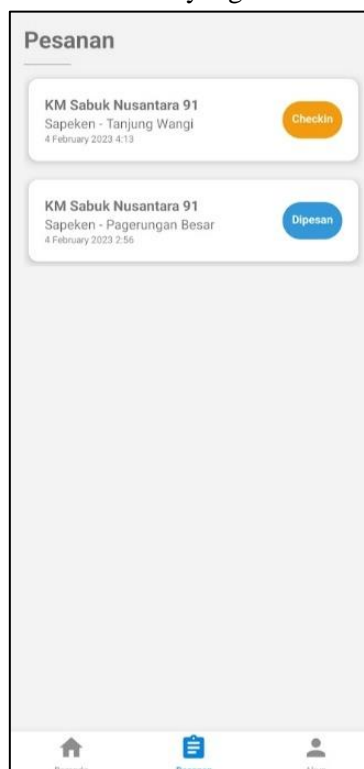 Pesanan
KM Sabuk Nusantara 91
Sapeken - Tanjung Wangi
4 February 2023 4:13
Checkin
KM Sabuk Nusantara 91
Sapeken - Pagerungan Besar
4 February 2023 2:56
Dipesan